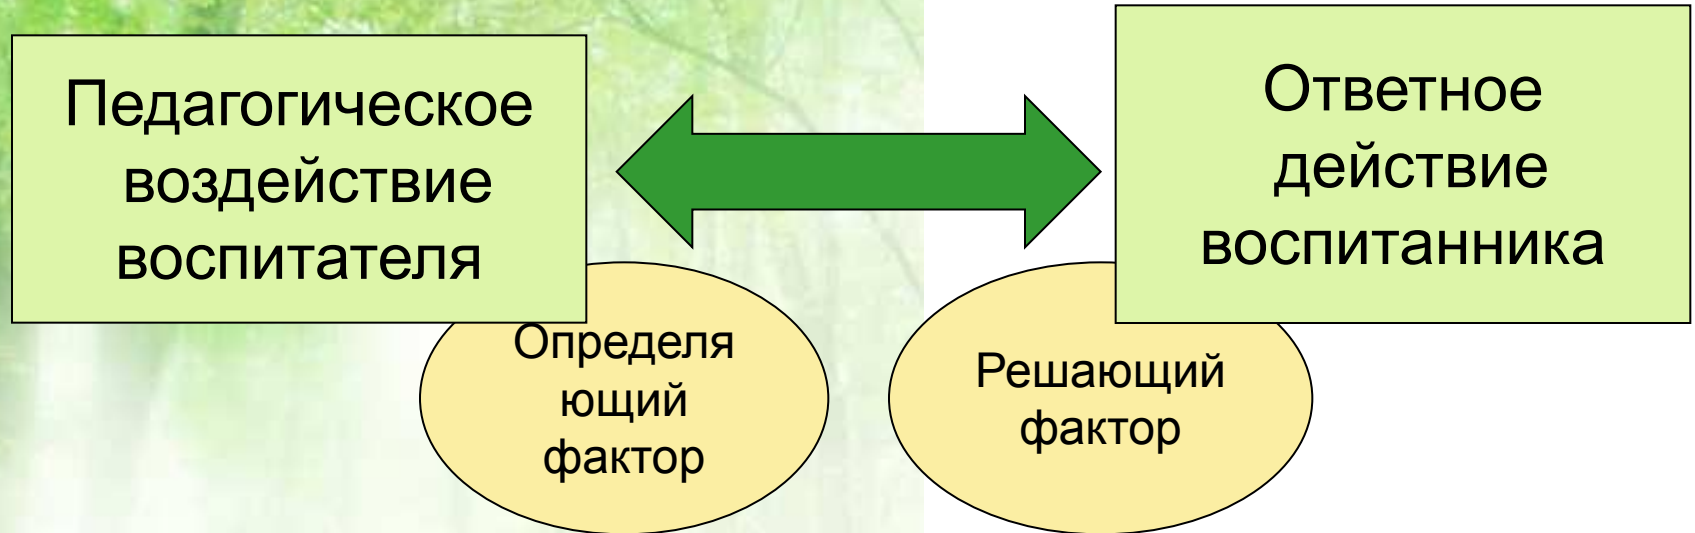 Педагогическое
воздействие
воспитателя
Ответное
действие
воспитанника
Определя
ющий
фактор
Решающий
фактор